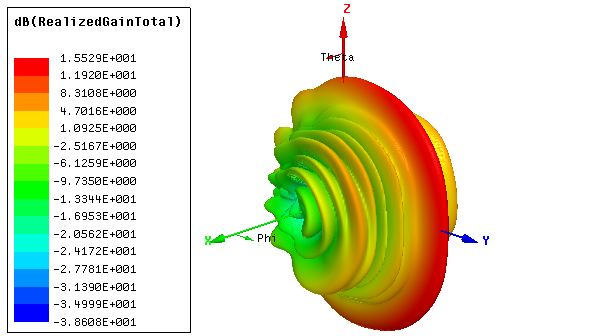 dB(RealizedGainTotal)
1.5529E+001
1.1920E+001
8.3108E+000
4.7016E+000
1.0925E+000
-2.5167E+000
-6.1259E+000
-9.7350E+000
-1.3344E+001
-1.6953E+001
-2.0562E+001
-2.4172E+001
-2.7781E+001
-3.1390E+001
-3.4999E+001
-3.8608E+001
Z
Theta
X
Phi
Y